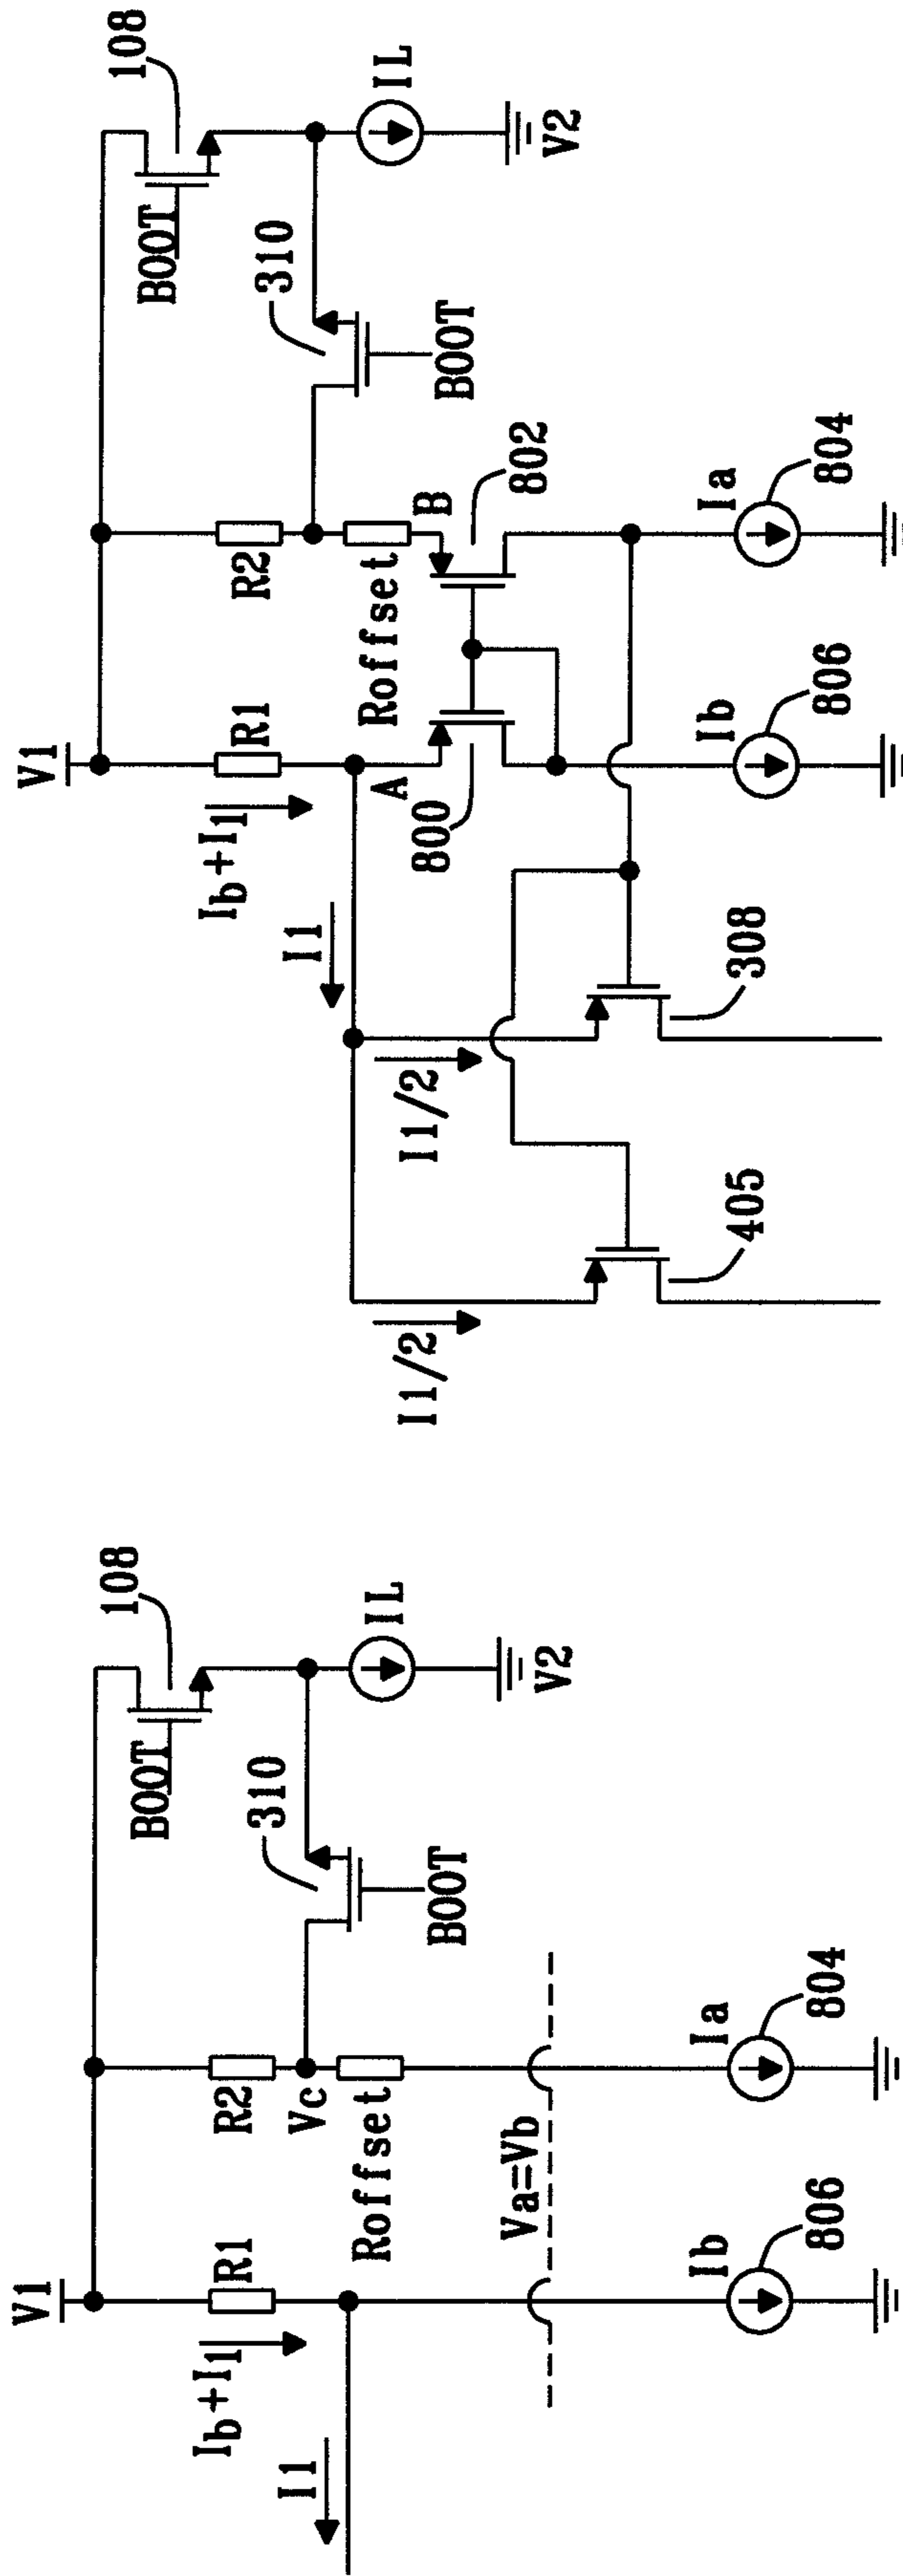 V1
Ib+I1
R1
I1
A
800
I1/2
I1/2
405
308
Ib
806
R2
Roffset
B
802
Ia
804
BOOT
108
310
BOOT
IL
V2
V1
Ib+I1
R1
I1
R2
Vc
Roffset
Va=Vb
Ib
806
Ia
804
BOOT
108
310
BOOT
IL
V2